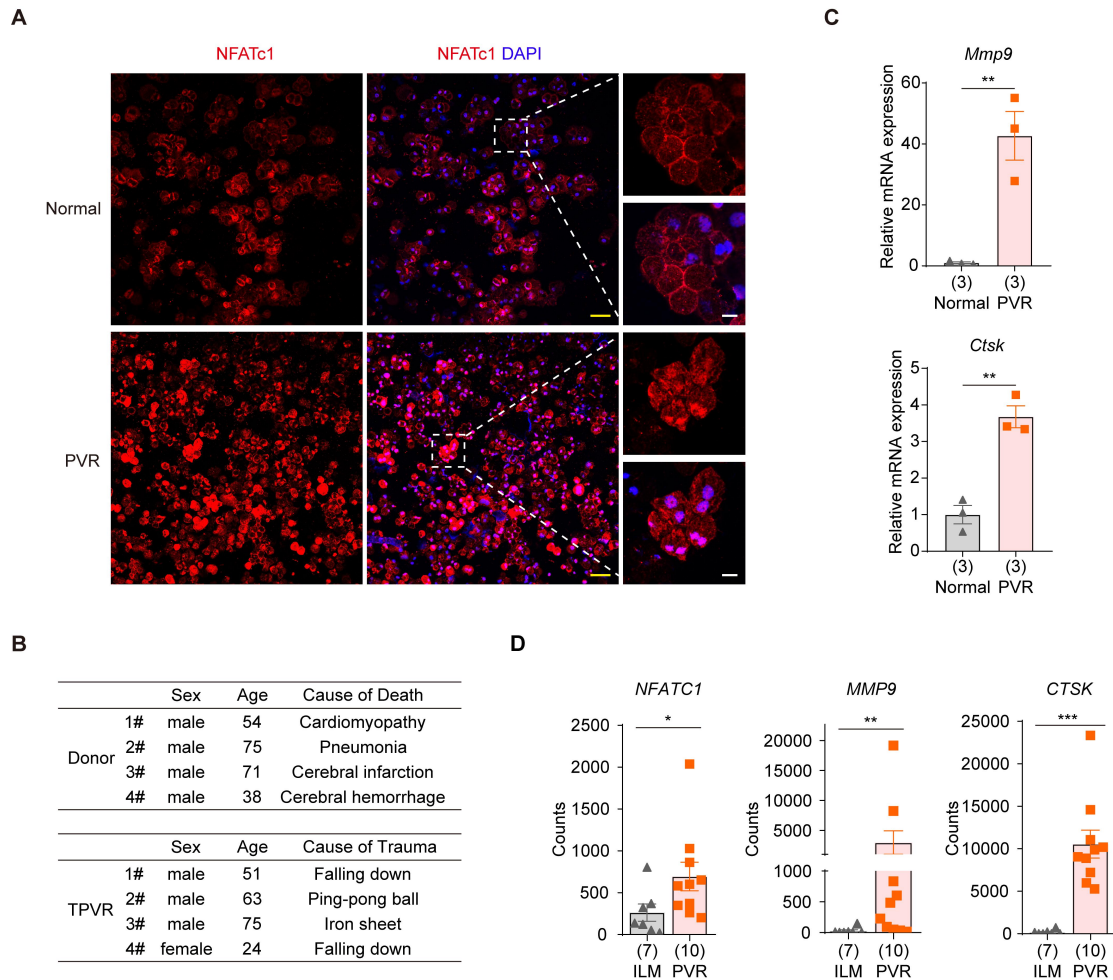 A
NFATc1
NFATc1 DAPI
Normal
PVR
C
Mmp9
**
Relative mRNA expression
60
40
20
0
(3)
(3)
Normal
PVR
Ctsk
**
Relative mRNA expression
5
4
3
2
1
0
(3)
(3)
Normal
PVR
B
Sex Age Cause of Death
Donor
1# male 54 Cardiomyopathy
2# male 75 Pneumonia
3# male 71 Cerebral infarction
4# male 38 Cerebral hemorrhage
Sex Age Cause of Trauma
TPVR
1# male 51 Falling down
2# male 63 Ping-pong ball
3# male 75 Iron sheet
4# female 24 Falling down
D
NFATC1
*
Counts
2500
2000
1500
1000
500
0
(7)
(10)
ILM
PVR
MMP9
**
Counts
20000
15000
10000
5000
1000
500
0
(7)
(10)
ILM
PVR
CTSK
***
Counts
25000
20000
15000
10000
5000
0
(7)
(10)
ILM
PVR